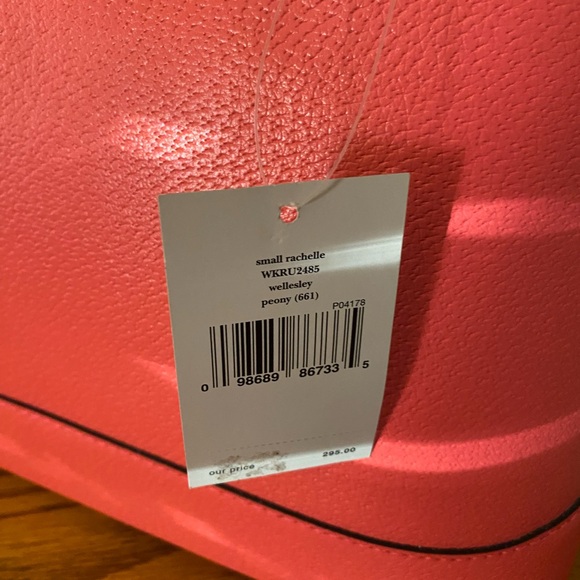 small rachelle
WKRU2485
wellesley
peony (661)
P04178
0 98689 86733 5
our price 295.00